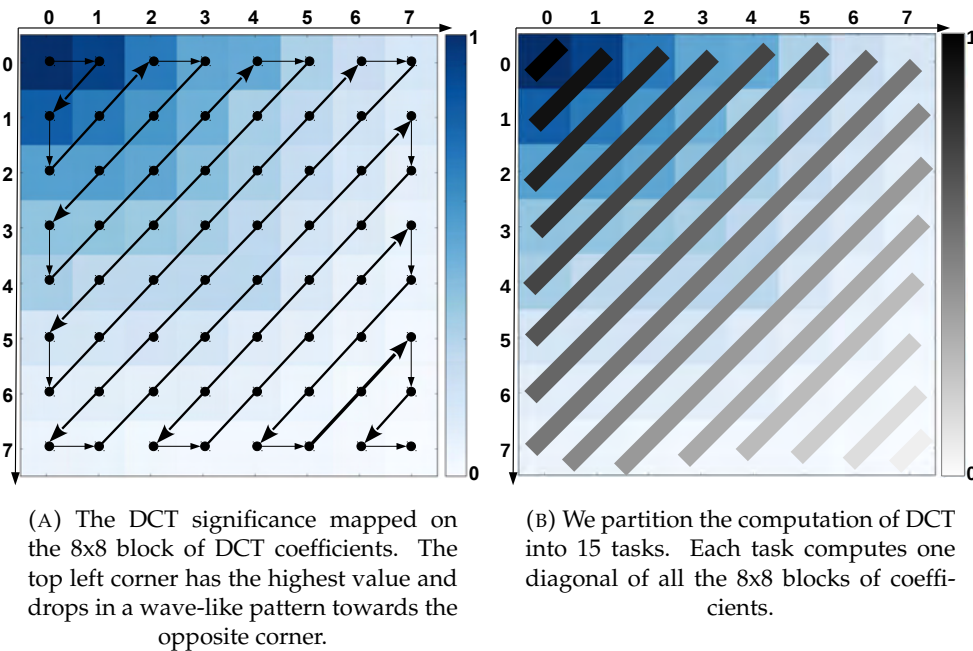 0 1 2 3 4 5 6 7
0
1
2
3
4
5
6
7
1
0
0 1 2 3 4 5 6 7
0
1
2
3
4
5
6
7
1
0
(A) The DCT significance mapped on
the 8x8 block of DCT coefficients. The
top left corner has the highest value and
drops in a wave-like pattern towards the
opposite corner.
(B) We partition the computation of DCT
into 15 tasks. Each task computes one
diagonal of all the 8x8 blocks of coeffi-
cients.